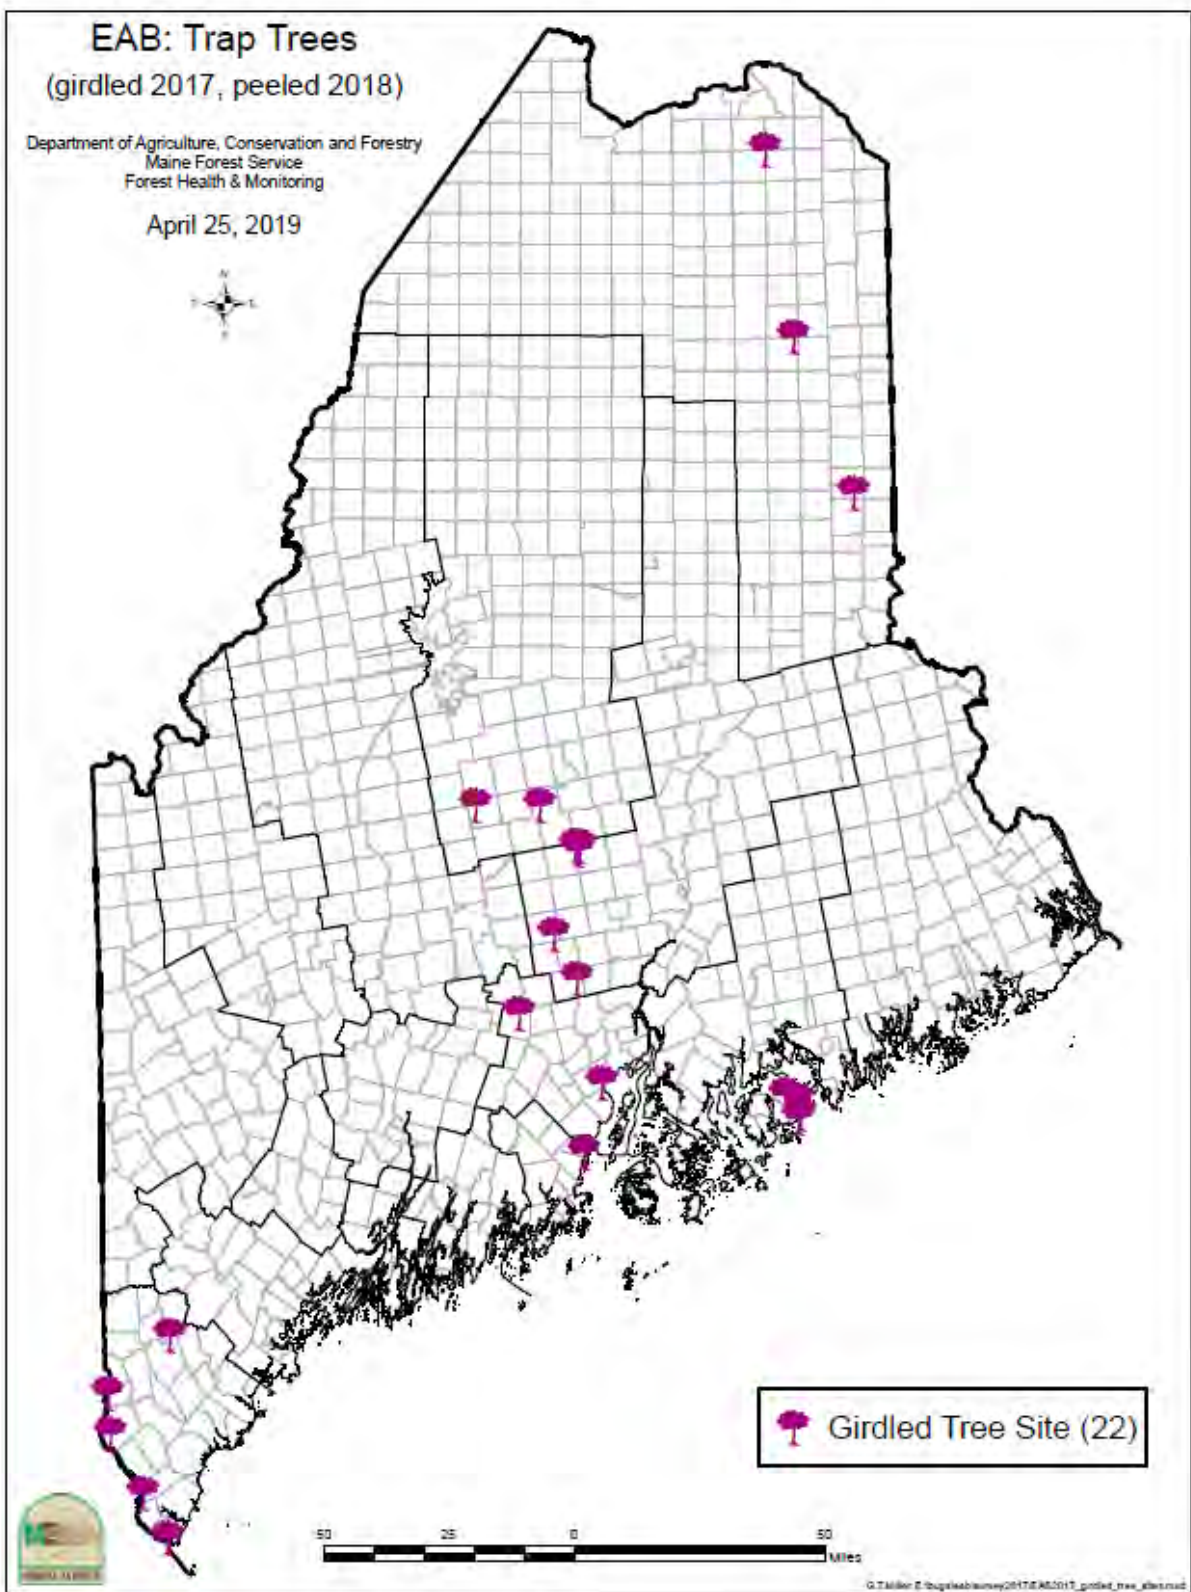 EAB: Trap Trees
(girdled 2017, peeled 2018)
Department of Agriculture, Conservation and Forestry
Maine Forest Service
Forest Health & Monitoring
April 25, 2019
N
Girdled Tree Site (22)
50 25 0 50
Miles